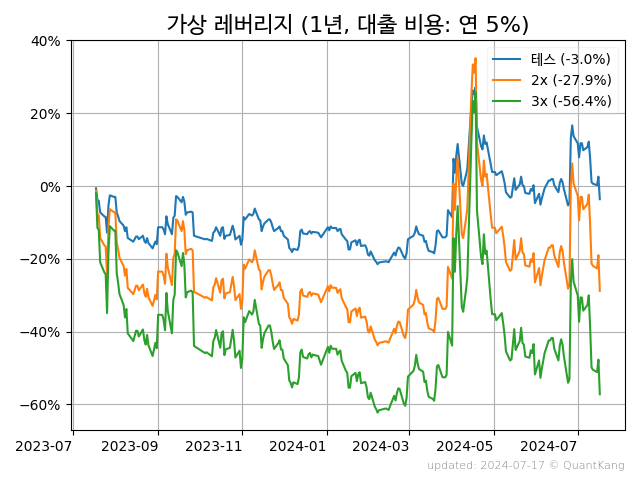 가상 레버리지 (1년, 대출 비용: 연 5%)
테스 (-3.0%)
2x (-27.9%)
3x (-56.4%)
40%
20%
0%
−20%
−40%
−60%
2023-07 2023-09 2023-11 2024-01 2024-03 2024-05 2024-07
updated: 2024-07-17 © QuantKang